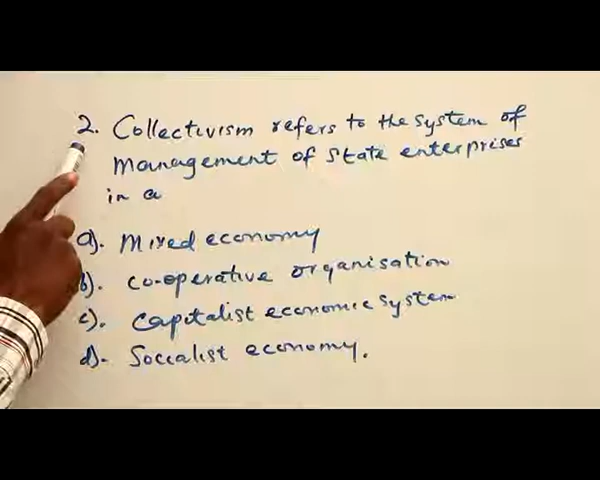 2. Collectivism refers to the system of
management of state enterprises
in a
a). Mixed economy
b). co-operative organisation
c). capitalist economic system
d). Socialist economy.